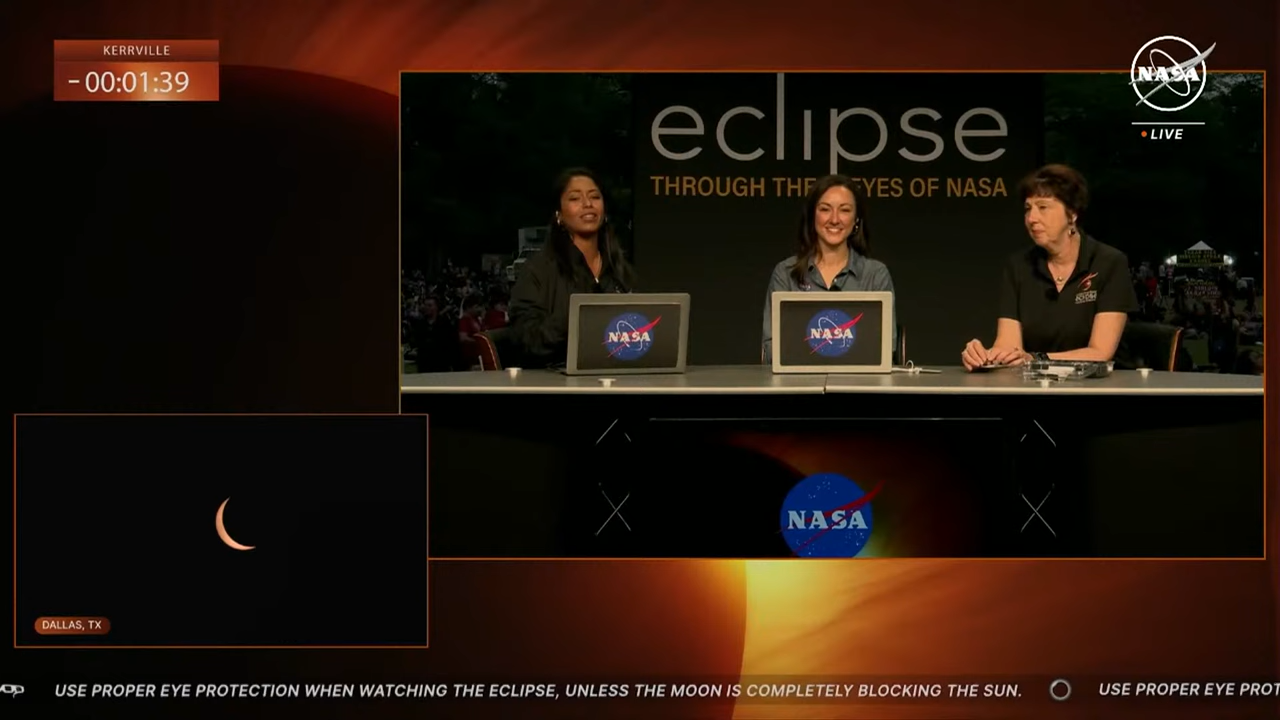 KERRVILLE
-00:01:39
NASA
LIVE
eclipse
THROUGH THE EYES OF NASA
NASA
NASA
NASA
DALLAS, TX
USE PROPER EYE PROTECTION WHEN WATCHING THE ECLIPSE, UNLESS THE MOON IS COMPLETELY BLOCKING THE SUN.
USE PROPER EYE PROT